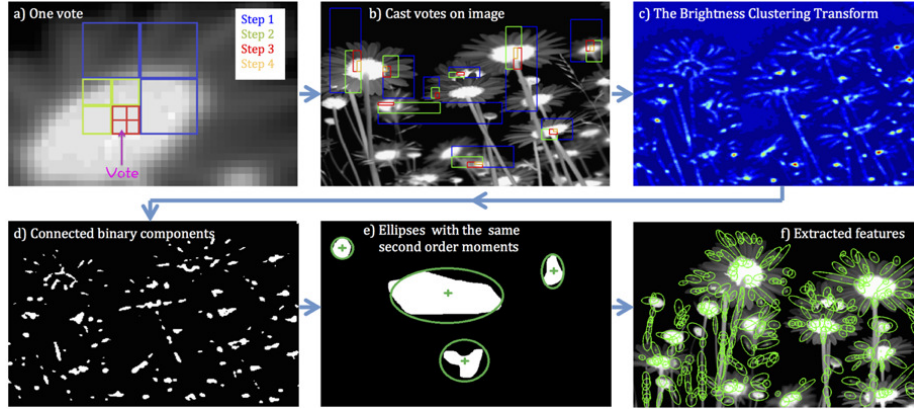 a) One vote
Step 1
Step 2
Step 3
Step 4
Vote
b) Cast votes on image
c) The Brightness Clustering Transform
d) Connected binary components
e) Ellipses with the same
second order moments
f) Extracted features